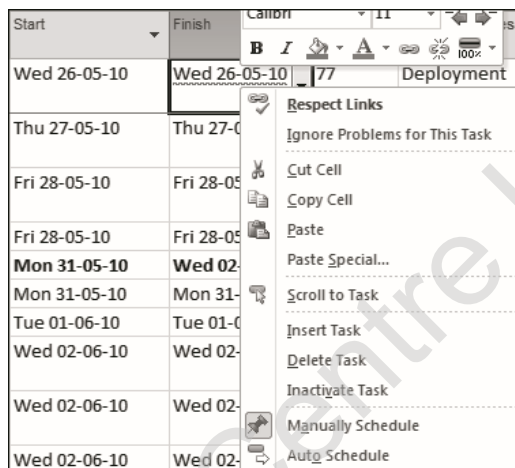 Calibri 11
Start Finish
B I A 100%
Wed 26-05-10 Wed 26-05-10 77 Deployment
Respect Links
Thu 27-05-10 Thu 27-0
Ignore Problems for This Task
Cut Cell
Fri 28-05-10 Fri 28-05
Copy Cell
Paste
Fri 28-05-10 Fri 28-05
Paste Special...
Mon 31-05-10 Wed 02-
Mon 31-05-10 Mon 31-
Scroll to Task
Tue 01-06-10 Tue 01-0
Insert Task
Wed 02-06-10 Wed 02-
Delete Task
Inactivate Task
Wed 02-06-10 Wed 02-
Manually Schedule
Wed 02-06-10 Wed 02-
Auto Schedule
Centre